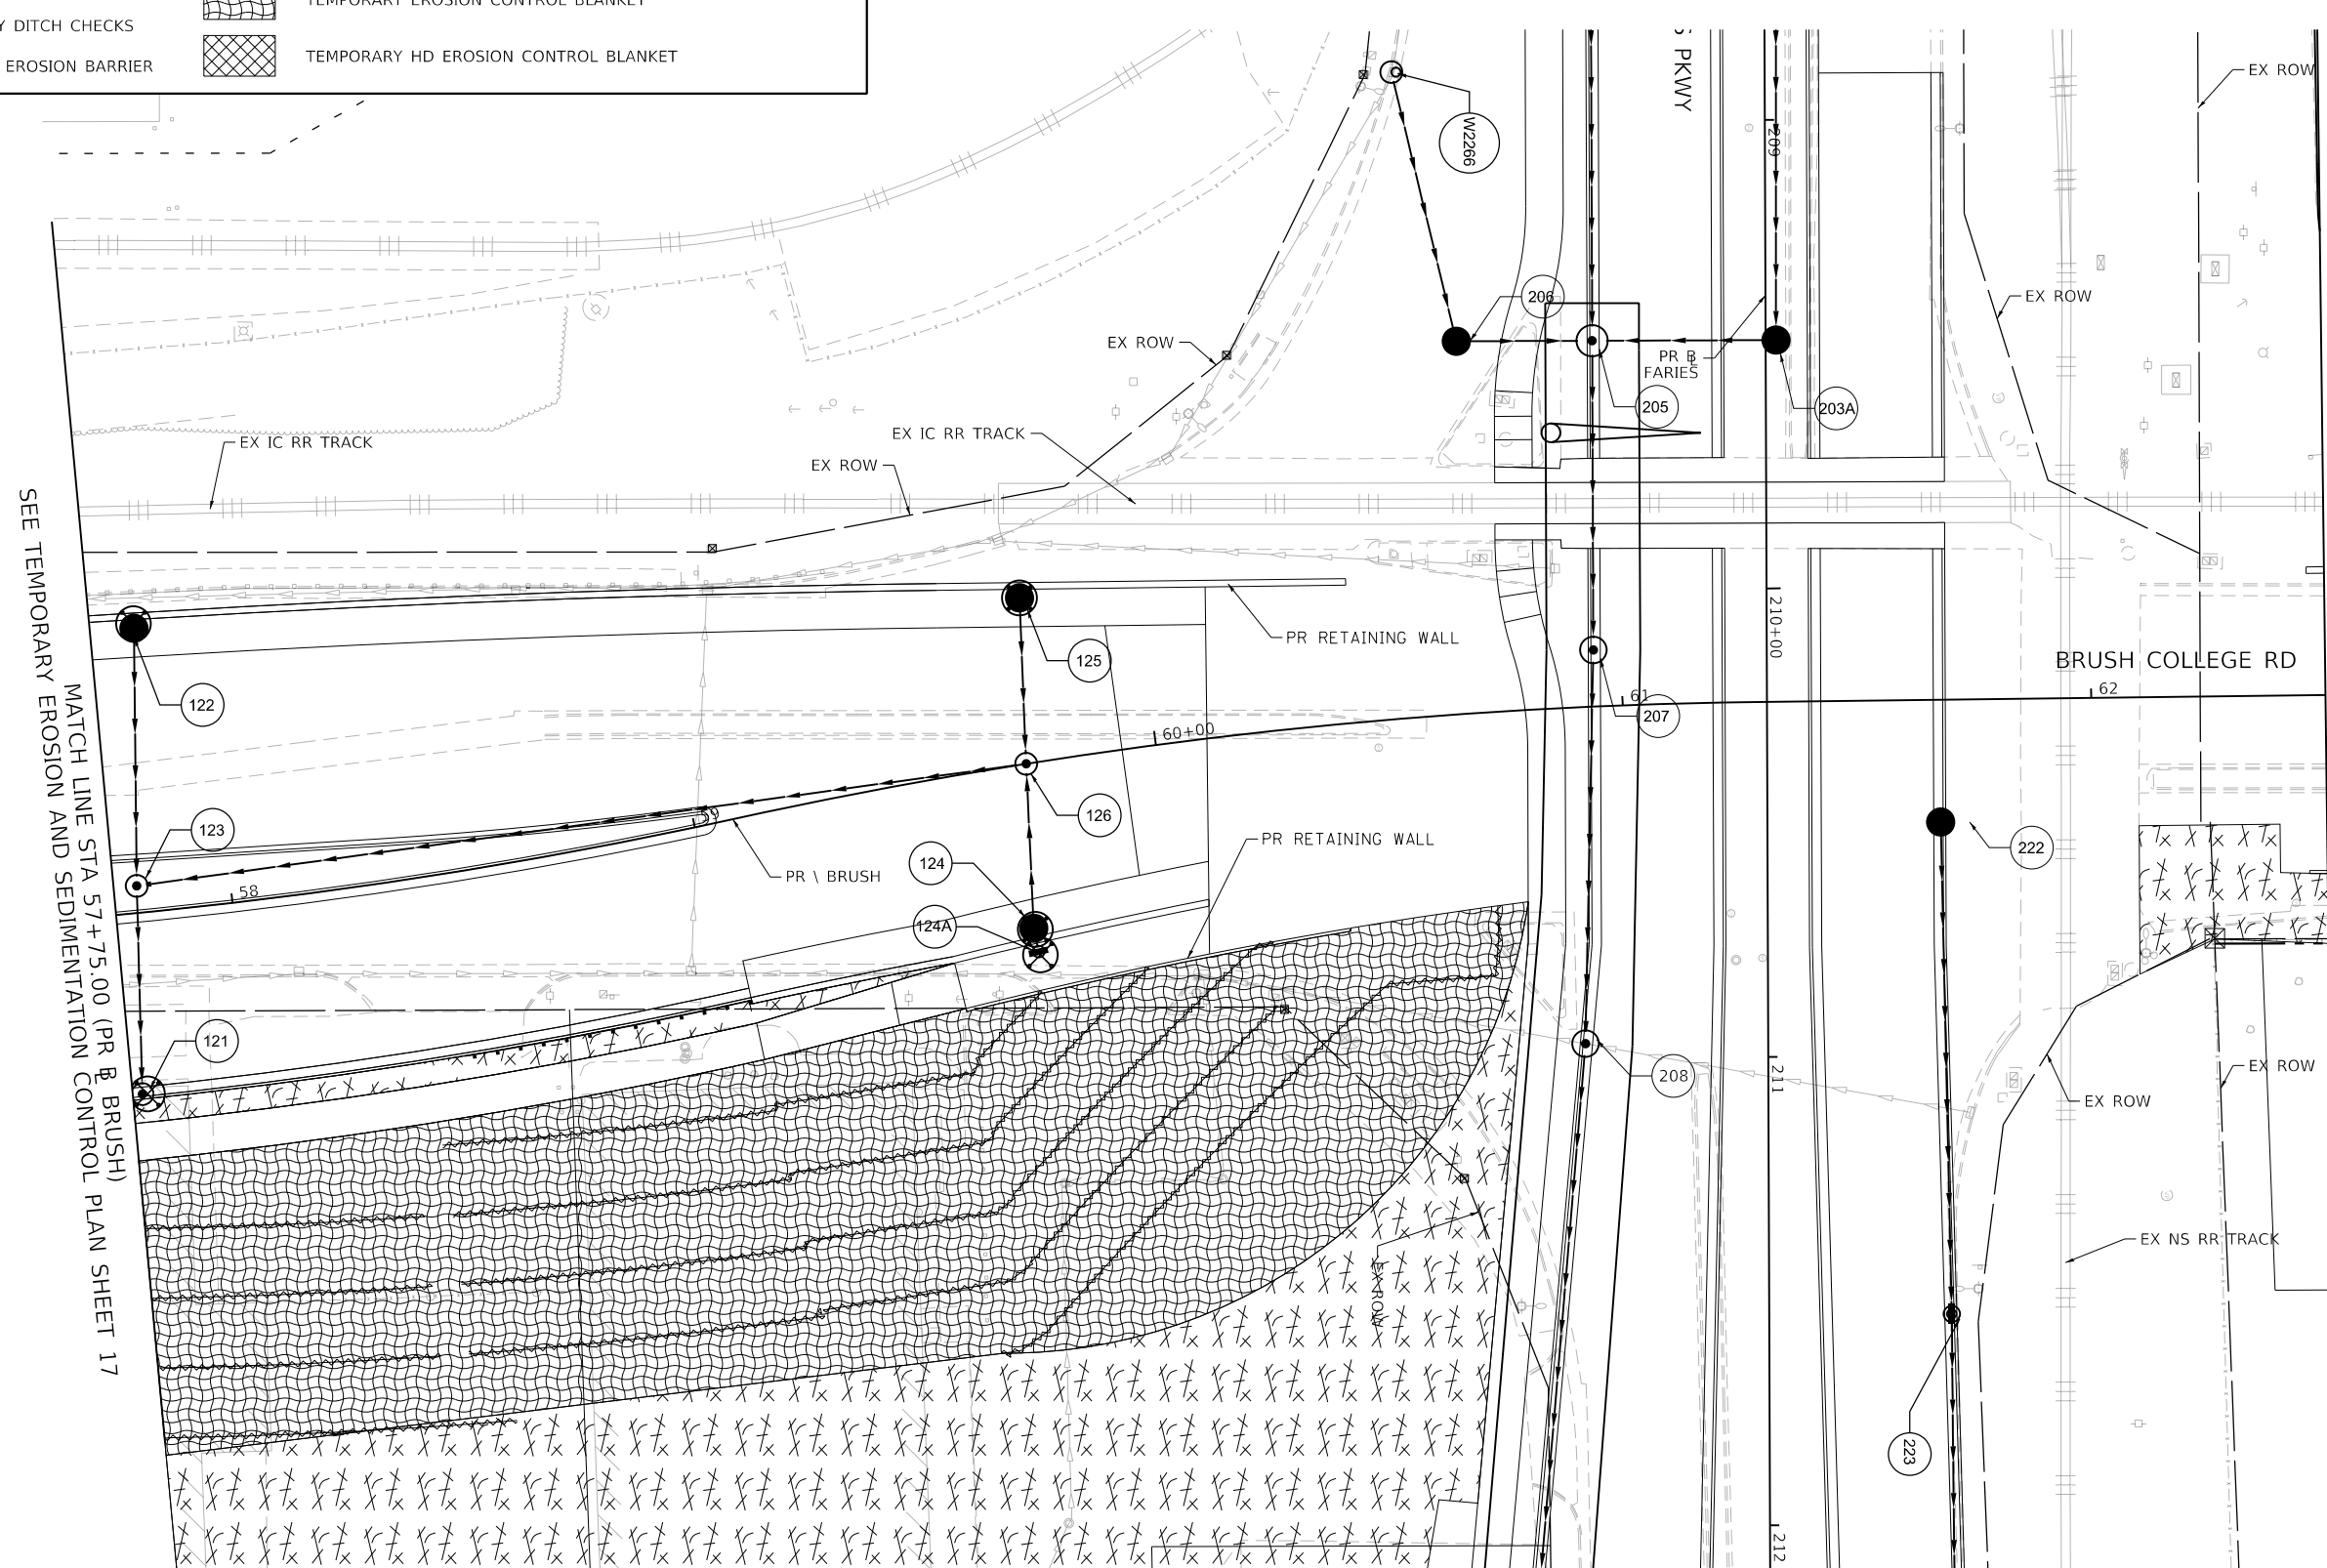 TEMPORARY EROSION CONTROL BLANKET
Y DITCH CHECKS
EROSION BARRIER
TEMPORARY HD EROSION CONTROL BLANKET
S PKWY
EX ROW
W2266
209
206
EX ROW
EX ROW
PR B
FARIES
205
203A
EX IC RR TRACK
EX IC RR TRACK
EX ROW
SEE TEMPORARY EROSION AND SEDIMENTATION CONTROL PLAN SHEET 17
MATCH LINE STA 57+75.00 (PR B BRUSH)
210+00
PR RETAINING WALL
125
BRUSH COLLEGE RD
122
61
62
207
60+00
123
126
PR RETAINING WALL
124
222
PR \ BRUSH
58
124A
121
208
211
EX ROW
EX ROW
EX NS RR TRACK
EX ROW
223
212